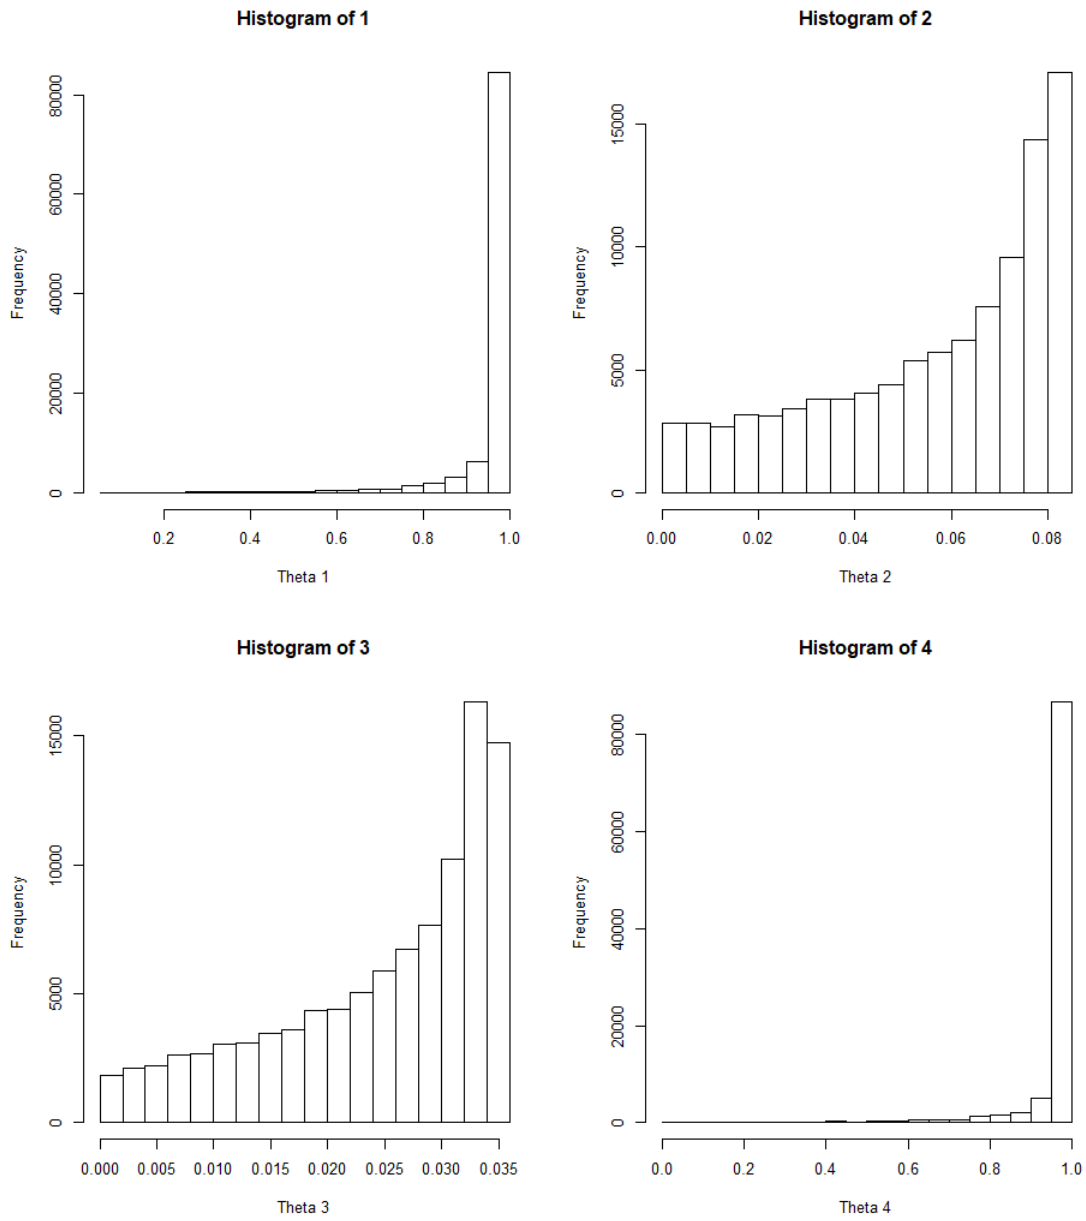 Histogram of 1
Frequency
0 20000 40000 60000 80000
0.2 0.4 0.6 0.8 1.0
Theta 1
Histogram of 2
Frequency
0 5000 10000 15000
0.00 0.02 0.04 0.06 0.08
Theta 2
Histogram of 3
Frequency
0 5000 10000 15000
0.000 0.005 0.010 0.015 0.020 0.025 0.030 0.035
Theta 3
Histogram of 4
Frequency
0 20000 40000 60000 80000
0.0 0.2 0.4 0.6 0.8 1.0
Theta 4